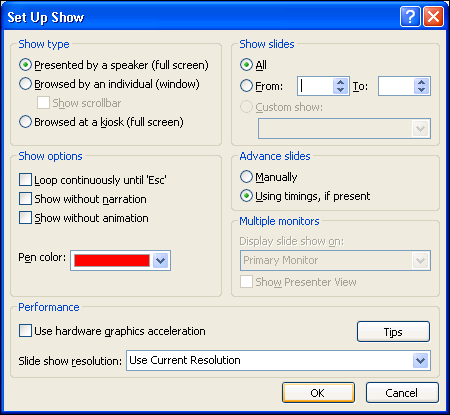 Set Up Show
Show type
Presented by a speaker (full screen)
Browsed by an individual (window)
Show scrollbar
Browsed at a kiosk (full screen)
Show slides
All
From: To:
Custom show:
Show options
Loop continuously until 'Esc'
Show without narration
Show without animation
Pen color:
Advance slides
Manually
Using timings, if present
Multiple monitors
Display slide show on:
Primary Monitor
Show Presenter View
Performance
Use hardware graphics acceleration
Tips
Slide show resolution: Use Current Resolution
OK Cancel